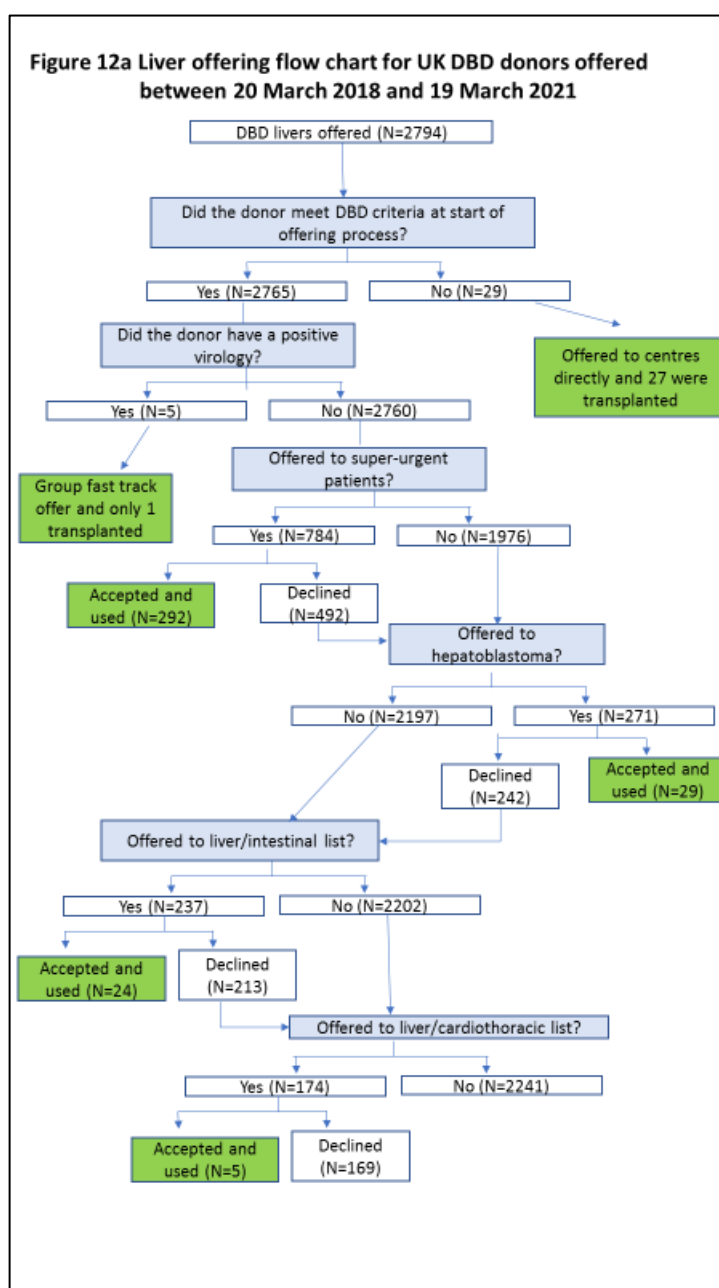 Figure 12a Liver offering flow chart for UK DBD donors offered
between 20 March 2018 and 19 March 2021
DBD livers offered (N=2794)
Did the donor meet DBD criteria at start of
offering process?
Yes (N=2765)
No (N=29)
Did the donor have a positive
virology?
Offered to centres
directly and 27 were
transplanted
Yes (N=5)
No (N=2760)
Group fast track
offer and only 1
transplanted
Offered to super-urgent
patients?
Yes (N=784)
No (N=1976)
Accepted and
used (N=292)
Declined
(N=492)
Offered to
hepatoblastoma?
No (N=2197)
Yes (N=271)
Declined
(N=242)
Accepted and
used (N=29)
Offered to liver/intestinal list?
Yes (N=237)
No (N=2202)
Accepted and
used (N=24)
Declined
(N=213)
Offered to liver/cardiothoracic list?
Yes (N=174)
No (N=2241)
Accepted and
used (N=5)
Declined
(N=169)